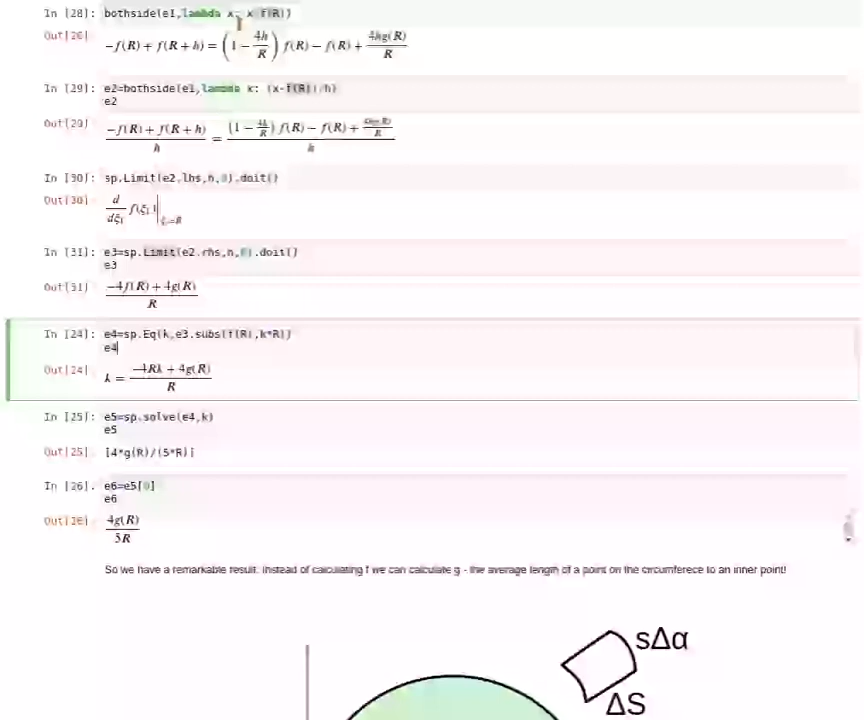 In [28]: bothside(e1,lambda x: x-f(R))
Out[28]
−f(R) + f(R + h) = (1 − 4h/R) f(R) − f(R) + 4hg(R)/R
In [29]: e2=bothside(e1,lambda x: (x-f(R))/h)
e2
Out[29]
−f(R) + f(R + h)/h = (1 − 4h/R) f(R) − f(R) + 4hg(R)/R/h
In [30]: sp.Limit(e2.lhs,h,0).doit()
Out[30]
d/dξ₁ f(ξ₁)|ξ₁=R
In [31]: e3=sp.Limit(e2.rhs,h,0).doit()
e3
Out[31]
−4f(R) + 4g(R)/R
In [24]: e4=sp.Eq(k,e3.subs(f(R),k*R))
e4
Out[24]
k = −4Rk + 4g(R)/R
In [25]: e5=sp.solve(e4,k)
e5
Out[25]: [4*g(R)/(5*R)]
In [26]: e6=e5[0]
e6
Out[26]
4g(R)/5R
So we have a remarkable result: instead of calculating f we can calculate g - the average length of a point on the circumferece to an inner point!
sΔα
ΔS